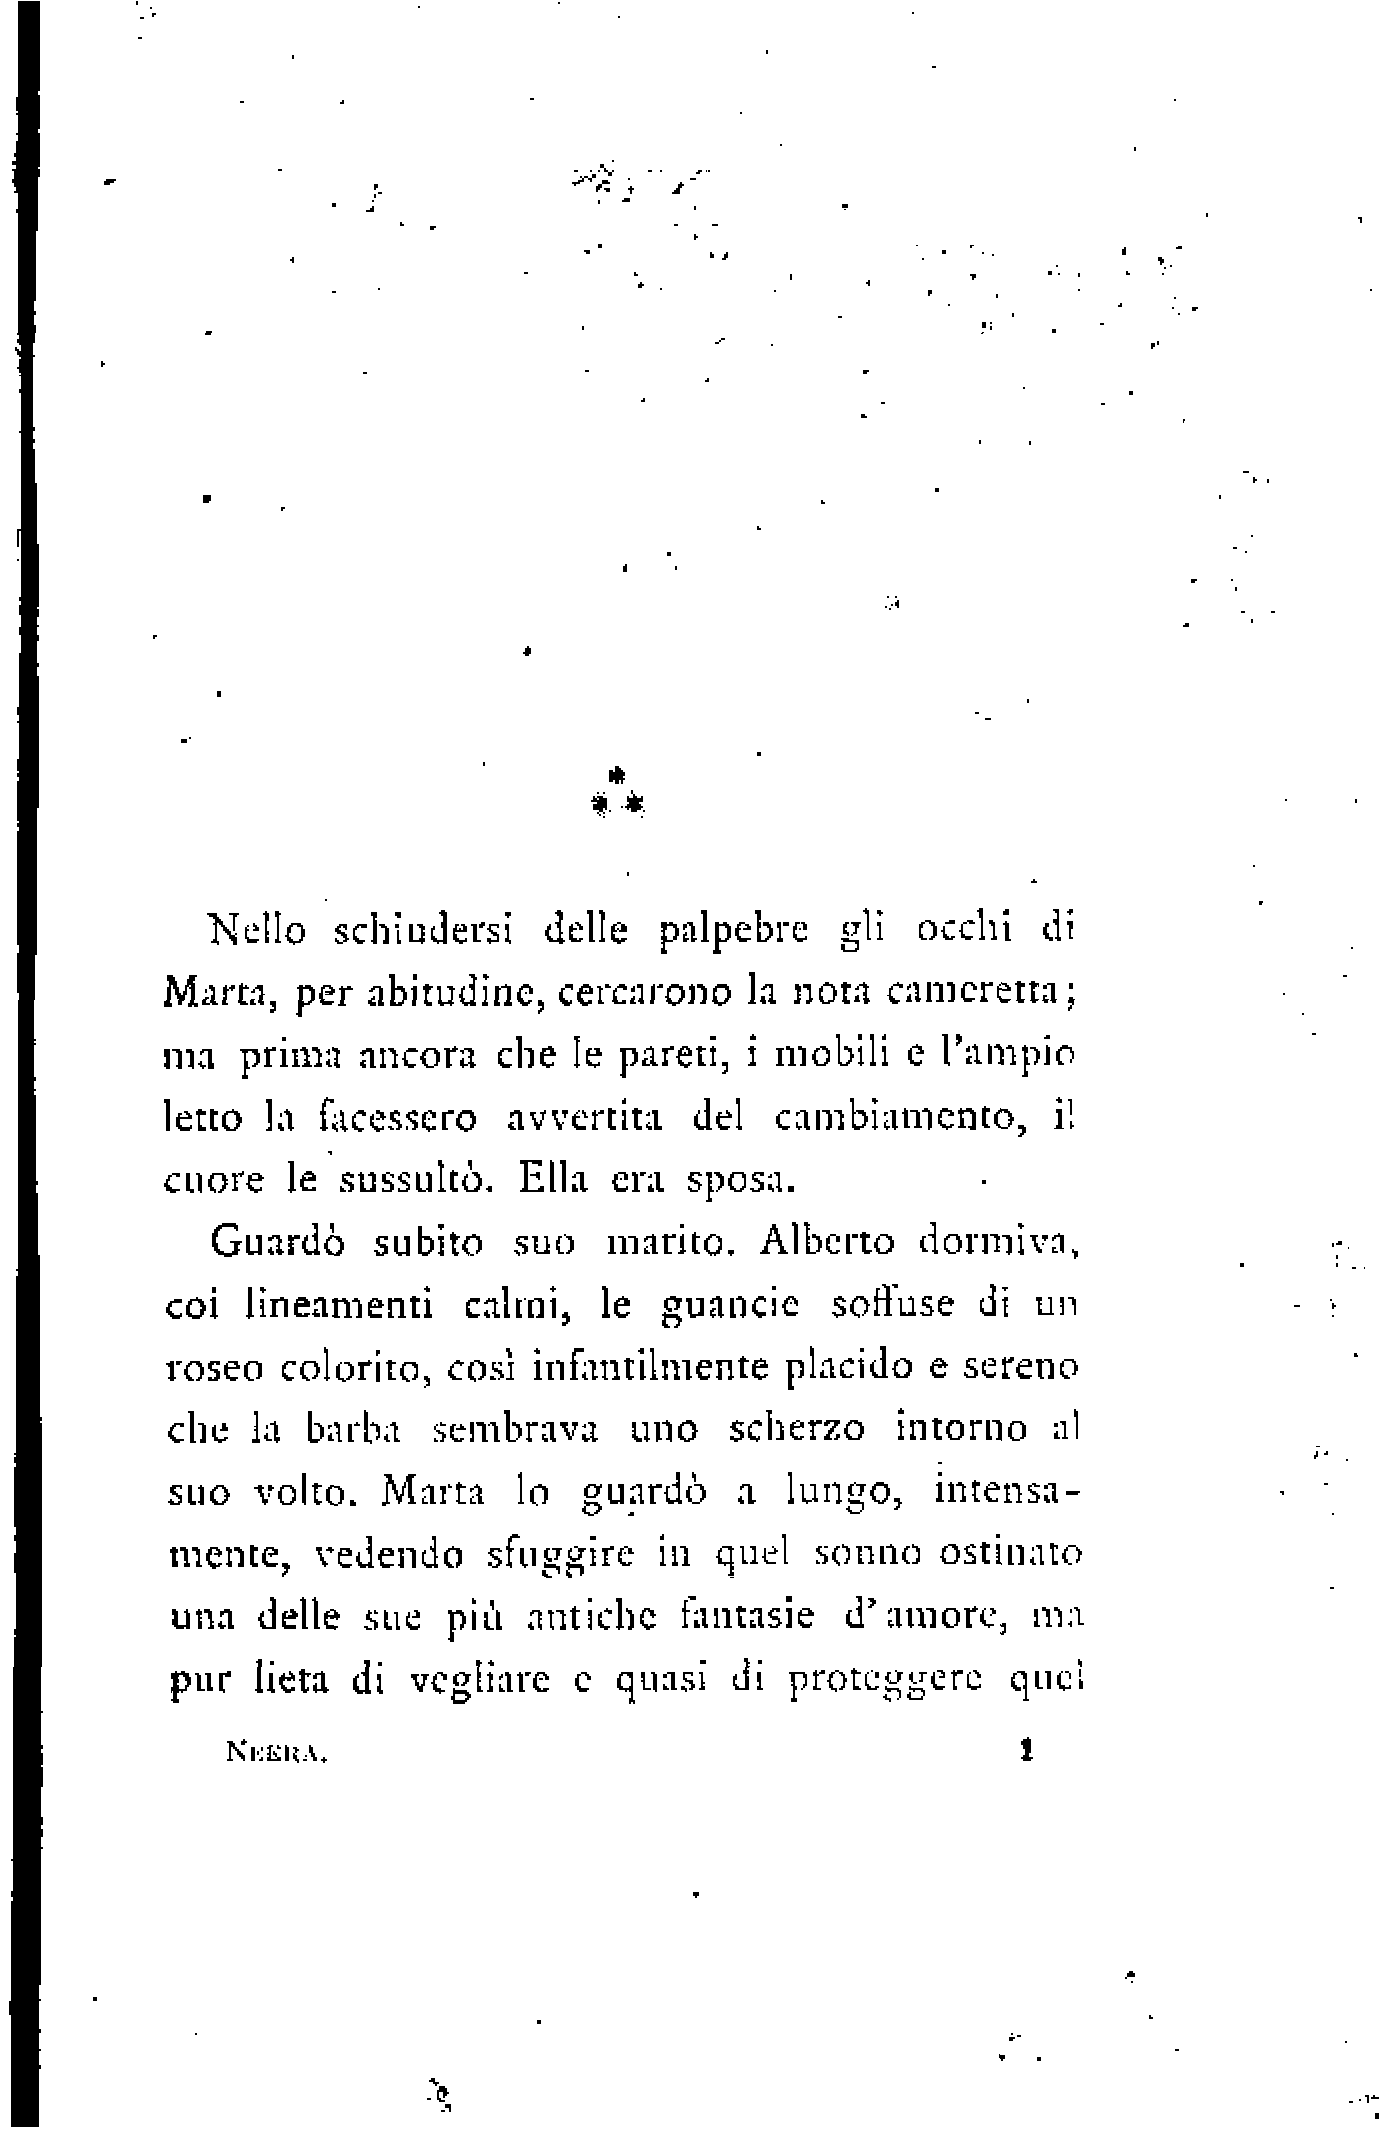 * * *
Nello schiudersi delle palpebre gli occhi di
Marta, per abitudine, cercarono la nota cameretta;
ma prima ancora che le pareti, i mobili e l'ampio
letto la facessero avvertita del cambiamento, il
cuore le sussultò. Ella era sposa.
Guardò subito suo marito. Alberto dormiva,
coi lineamenti calmi, le guancie soffuse di un
roseo colorito, così infantilmente placido e sereno
che la barba sembrava uno scherzo intorno al
suo volto. Marta lo guardò a lungo, intensa-
mente, vedendo sfuggire in quel sonno ostinato
una delle sue più antiche fantasie d'amore, ma
pur lieta di vegliare e quasi di proteggere quel
NEERA. 1